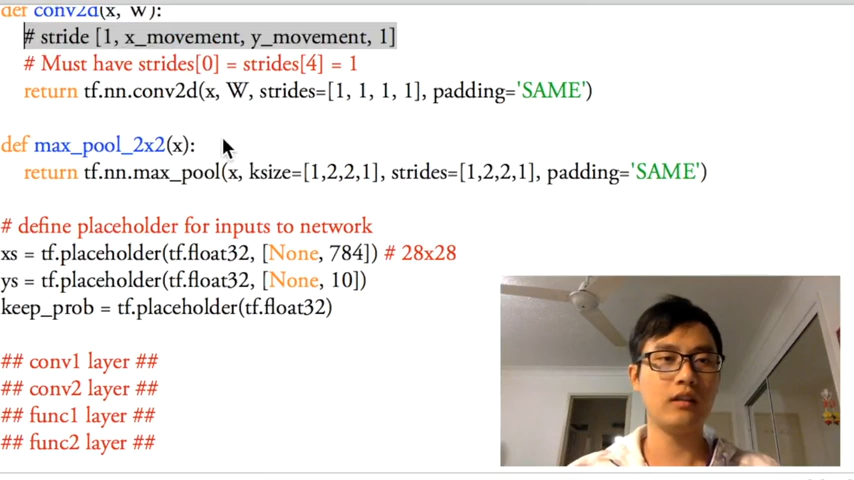 def conv2d(x, W):
# stride [1, x_movement, y_movement, 1]
# Must have strides[0] = strides[4] = 1
return tf.nn.conv2d(x, W, strides=[1, 1, 1, 1], padding='SAME')
def max_pool_2x2(x):
return tf.nn.max_pool(x, ksize=[1,2,2,1], strides=[1,2,2,1], padding='SAME')
# define placeholder for inputs to network
xs = tf.placeholder(tf.float32, [None, 784]) # 28x28
ys = tf.placeholder(tf.float32, [None, 10])
keep_prob = tf.placeholder(tf.float32)
## conv1 layer ##
## conv2 layer ##
## func1 layer ##
## func2 layer ##